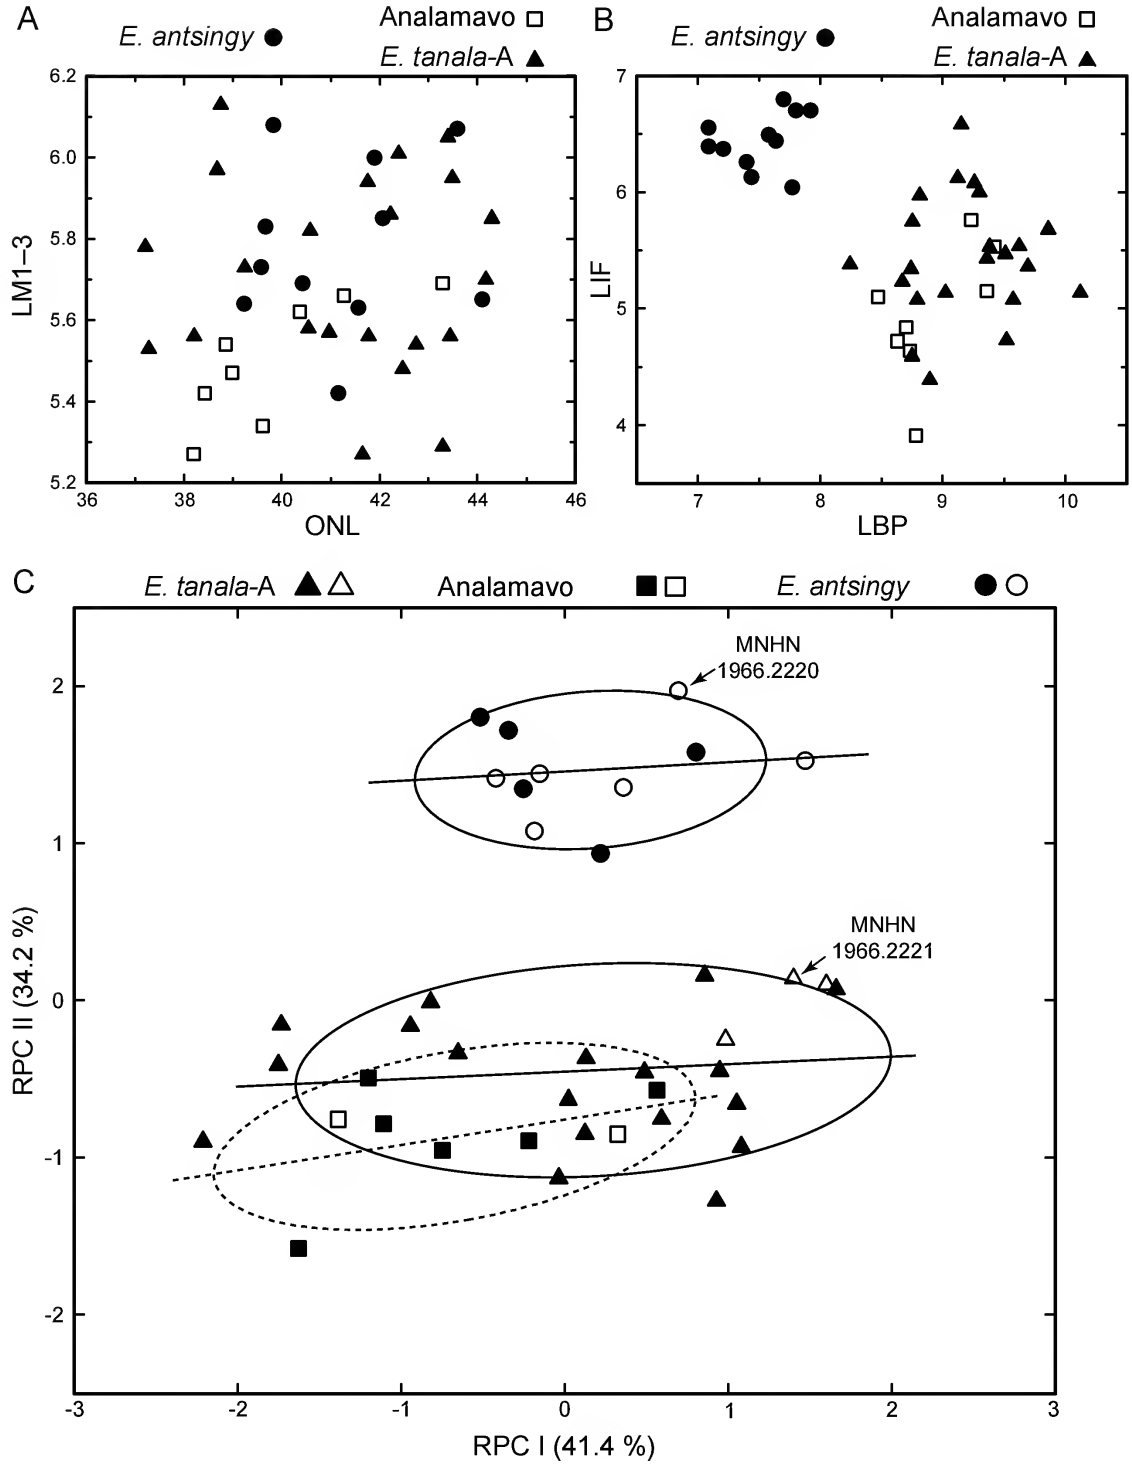 A
E. antsingy
Analamavo
E. tanala-A
6.2
6.0
5.8
5.6
5.4
5.2
LM1–3
36
38
40
42
44
46
ONL
B
E. antsingy
Analamavo
E. tanala-A
7
6
5
4
LIF
7
8
9
10
LBP
C
E. tanala-A
Analamavo
E. antsingy
MNHN
1966.2220
MNHN
1966.2221
2
1
0
-1
-2
RPC II (34.2 %)
-3
-2
-1
0
1
2
3
RPC I (41.4 %)